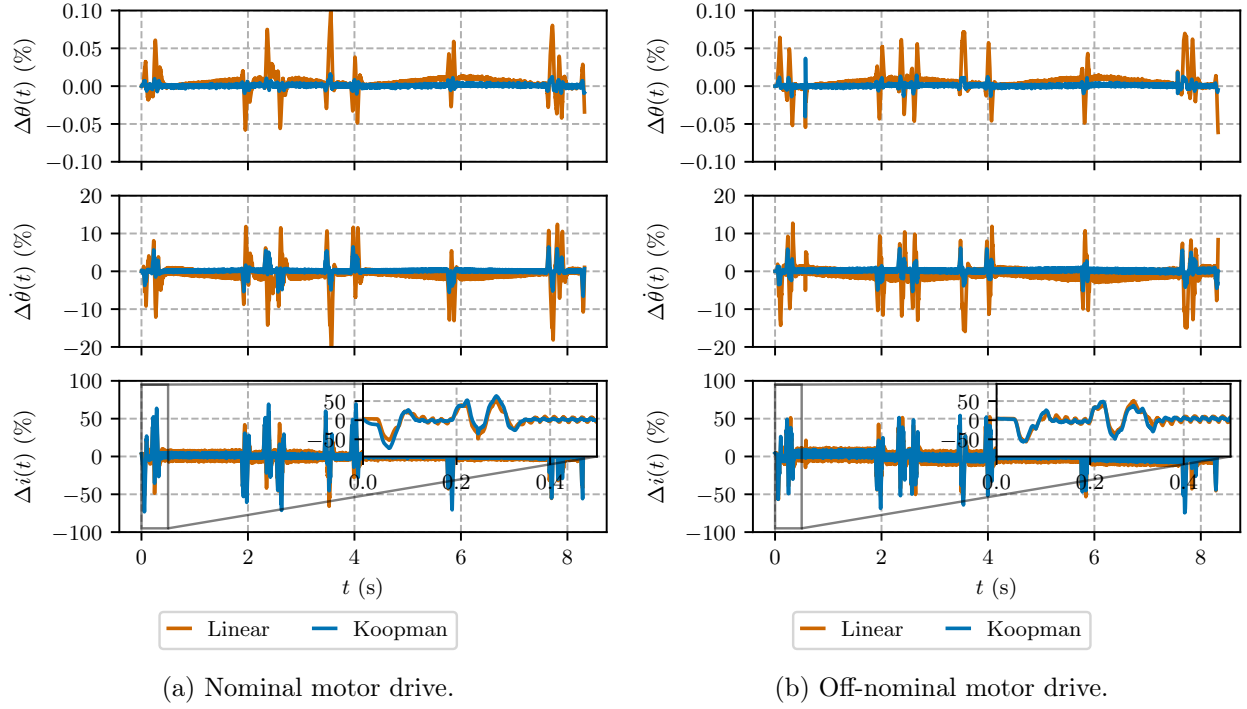 0.10
0.05
0.00
−0.05
−0.10
Δθ(t) (%)
20
10
0
−10
−20
Δθ̇(t) (%)
100
50
0
−50
−100
Δi(t) (%)
50
0
−50
0.0 0.2 0.4
0 2 4 6 8
t (s)
Linear Koopman
(a) Nominal motor drive.
0.10
0.05
0.00
−0.05
−0.10
Δθ(t) (%)
20
10
0
−10
−20
Δθ̇(t) (%)
100
50
0
−50
−100
Δi(t) (%)
50
0
−50
0.0 0.2 0.4
0 2 4 6 8
t (s)
Linear Koopman
(b) Off-nominal motor drive.